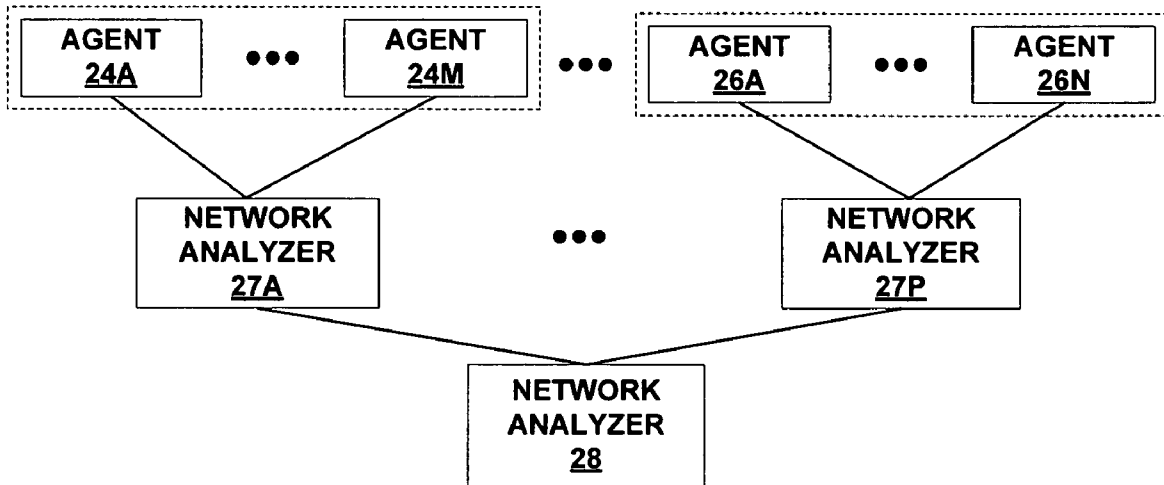 AGENT
24A
AGENT
24M
AGENT
26A
AGENT
26N
NETWORK
ANALYZER
27A
NETWORK
ANALYZER
27P
NETWORK
ANALYZER
28